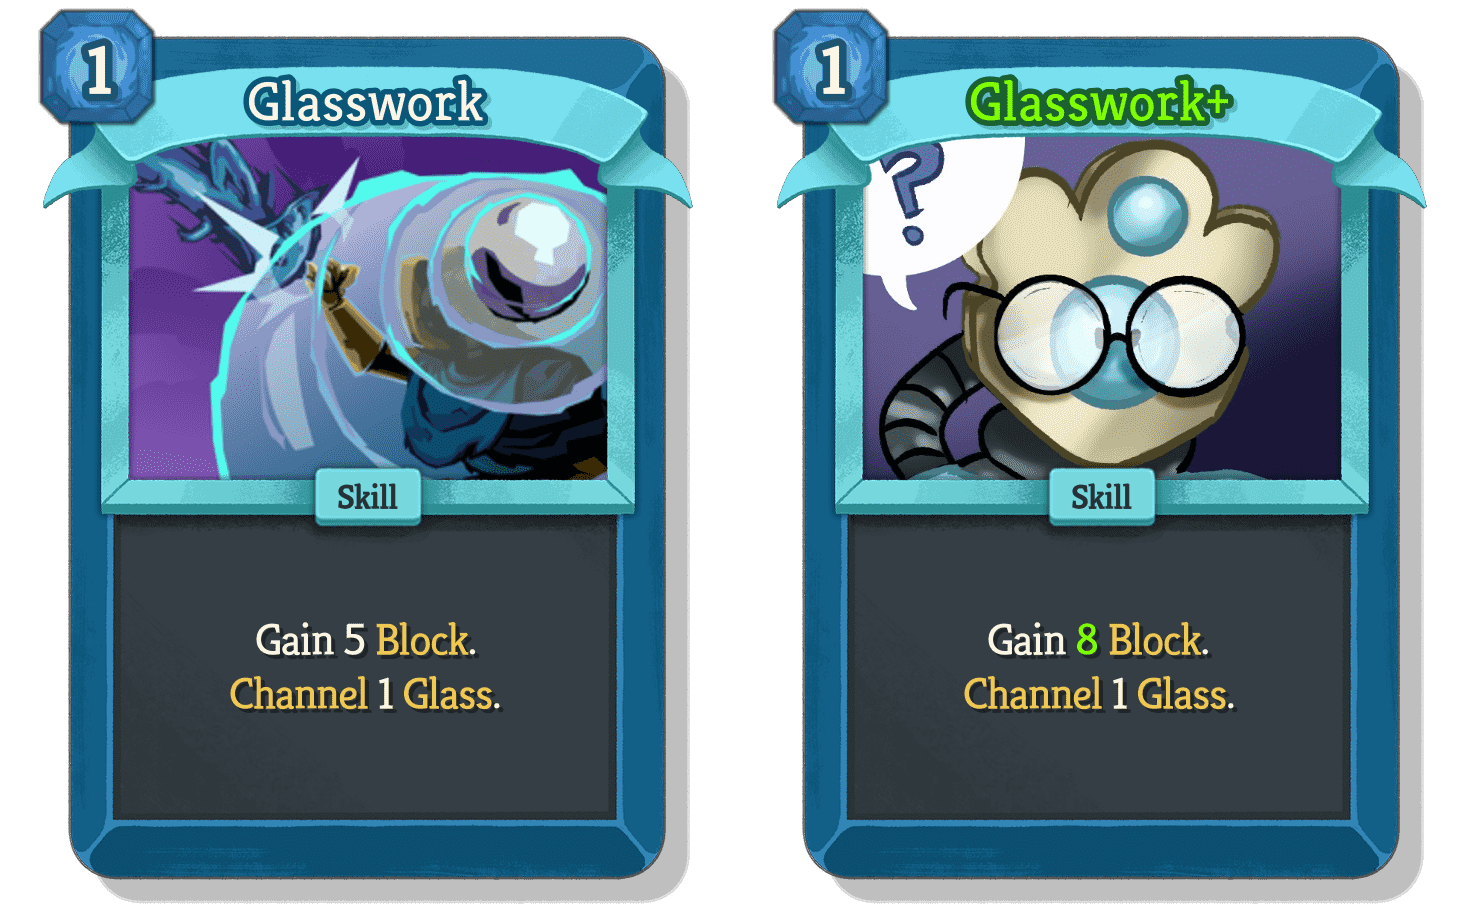 1
Glasswork
Skill
Gain 5 Block.
Channel 1 Glass.
1
Glasswork+
?
Skill
Gain 8 Block.
Channel 1 Glass.